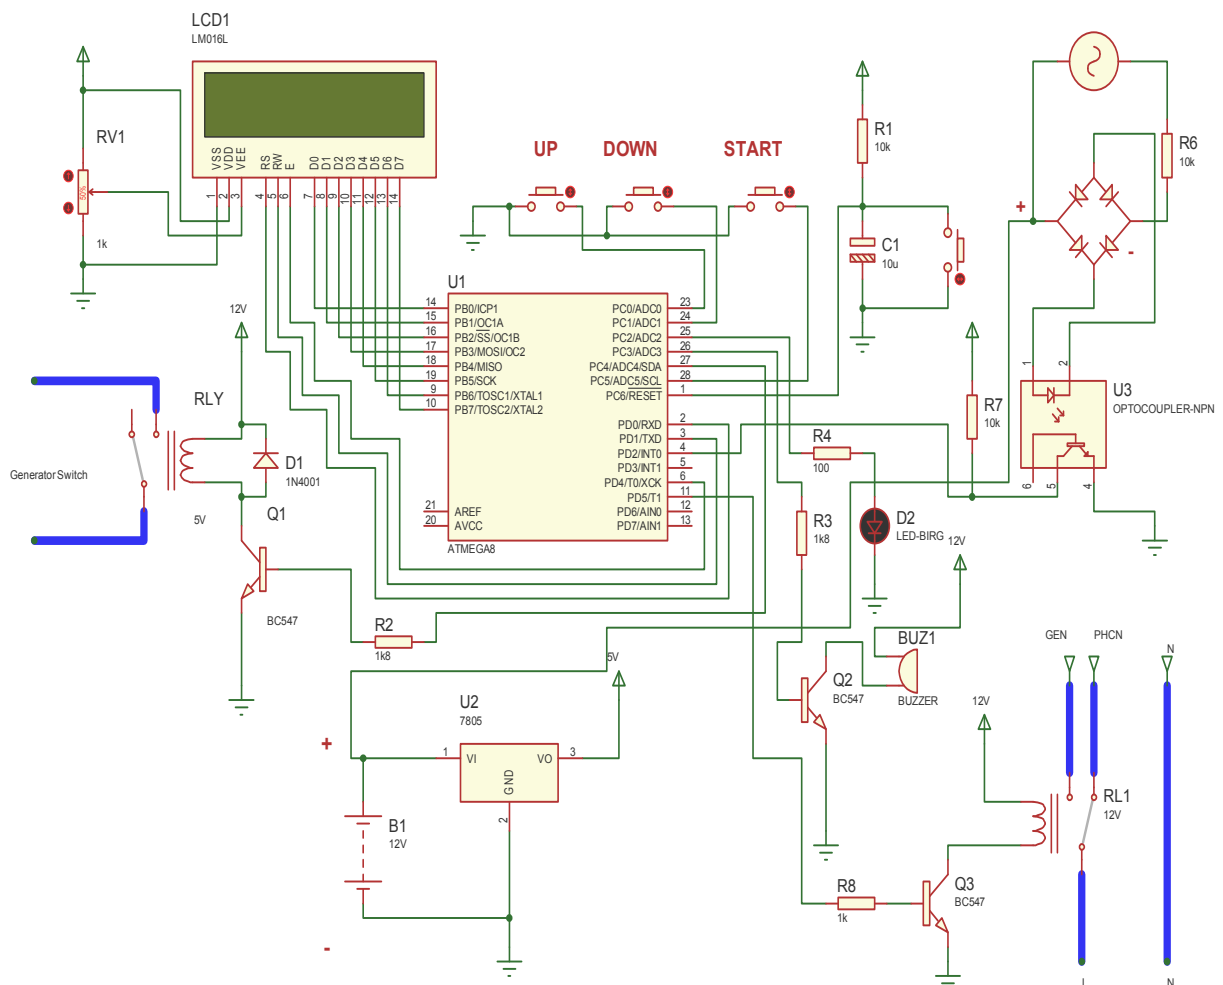 LCD1
LM016L
RV1
50%
1k
VSS
VDD
VEE
RS
RW
E
D0
D1
D2
D3
D4
D5
D6
D7
1
2
3
4
5
6
7
8
9
10
11
12
13
14
UP
DOWN
START
R1
10k
C1
10u
R6
10k
+
-
U1
14 PB0/ICP1
15 PB1/OC1A
16 PB2/SS/OC1B
17 PB3/MOSI/OC2
18 PB4/MISO
19 PB5/SCK
9 PB6/TOSC1/XTAL1
10 PB7/TOSC2/XTAL2
21 AREF
20 AVCC
PC0/ADC0 23
PC1/ADC1 24
PC2/ADC2 25
PC3/ADC3 26
PC4/ADC4/SDA 27
PC5/ADC5/SCL 28
PC6/RESET 1
PD0/RXD 2
PD1/TXD 3
PD2/INT0 4
PD3/INT1 5
PD4/T0/XCK 6
PD5/T1 11
PD6/AIN0 12
PD7/AIN1 13
ATMEGA8
12V
RLY
Generator Switch
5V
D1
1N4001
Q1
BC547
R2
1k8
R4
100
R3
1k8
D2
LED-BIRG
R7
10k
1
2
U3
OPTOCOUPLER-NPN
6
5
4
12V
BUZ1
BUZZER
Q2
BC547
5V
U2
7805
1
VI
VO
3
GND
2
+
B1
12V
-
R8
1k
Q3
BC547
12V
GEN
PHCN
N
RL1
12V
L
N